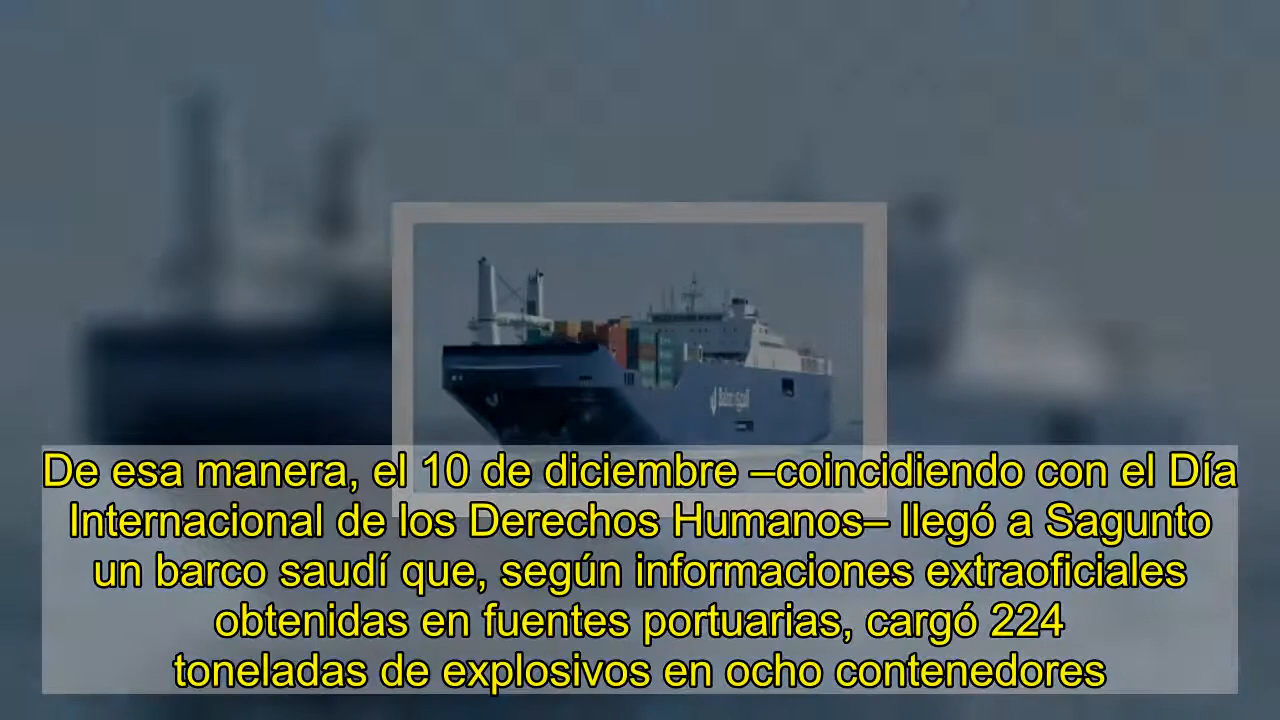 De esa manera, el 10 de diciembre –coincidiendo con el Día
Internacional de los Derechos Humanos– llegó a Sagunto
un barco saudí que, según informaciones extraoficiales
obtenidas en fuentes portuarias, cargó 224
toneladas de explosivos en ocho contenedores